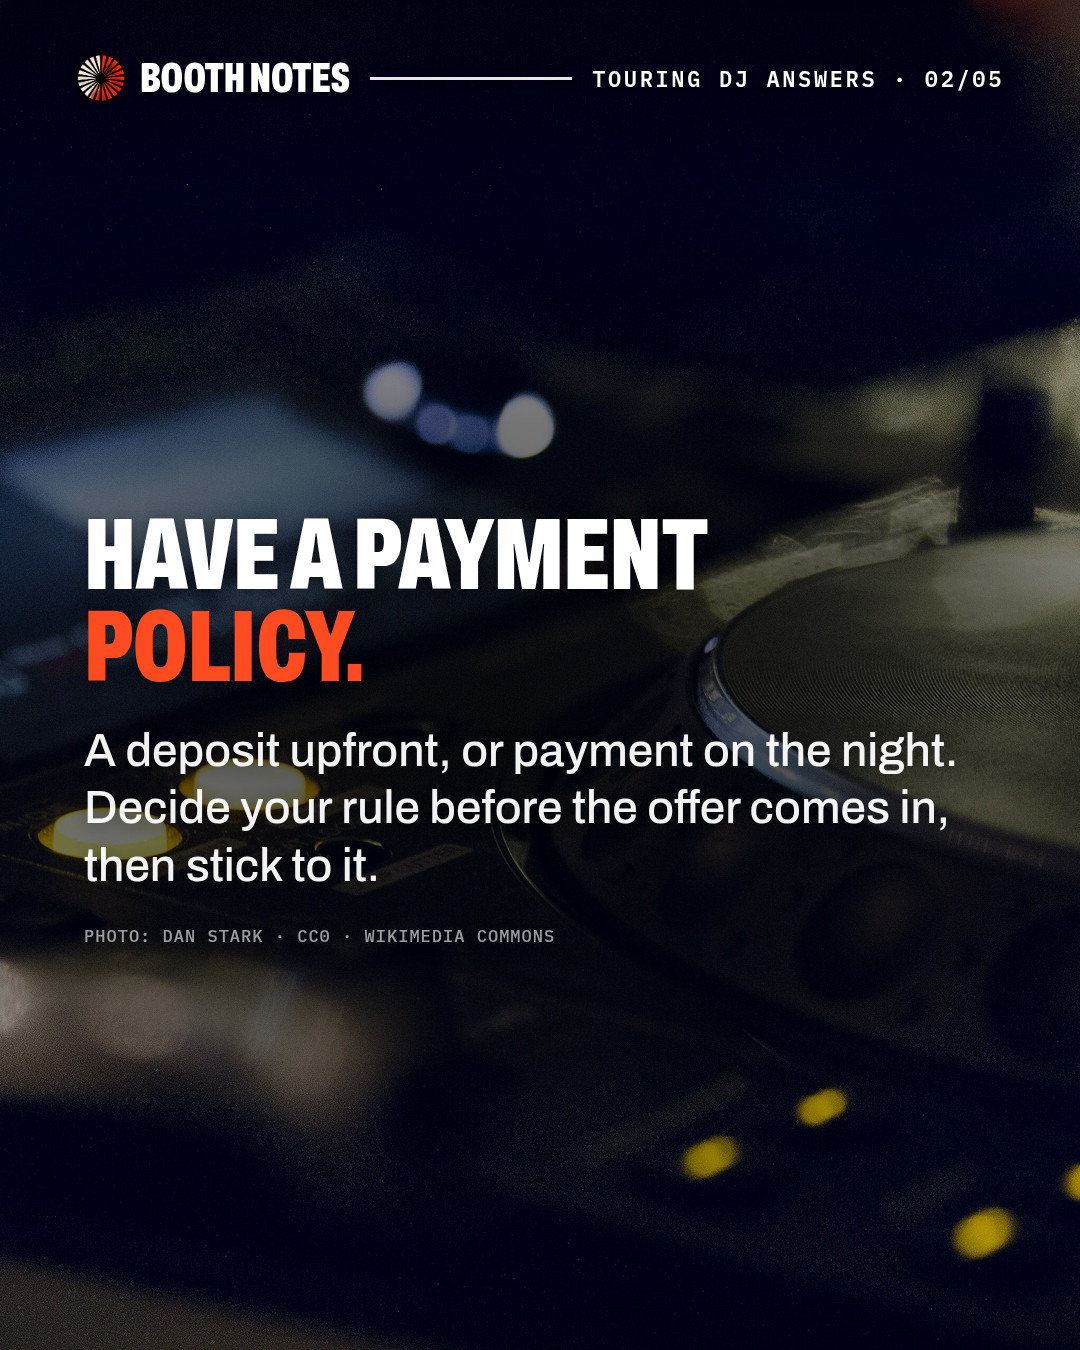 BOOTH NOTES
TOURING DJ ANSWERS · 02/05
HAVE A PAYMENT
POLICY.
A deposit upfront, or payment on the night.
Decide your rule before the offer comes in,
then stick to it.
PHOTO: DAN STARK · CC0 · WIKIMEDIA COMMONS